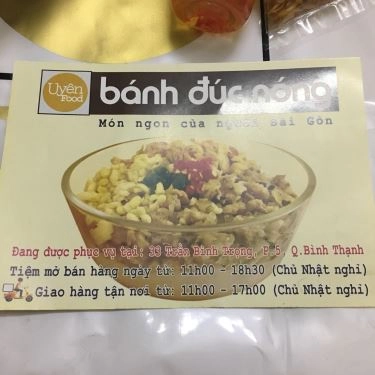 Uyên
Food
bánh đúc nóng
Món ngon của người Sài Gòn
Đang được phục vụ tại: 39 Trần Bình Trọng, P.5, Q.Bình Thạnh
Tiệm mở bán hàng ngày từ: 11h00 - 18h30 (Chủ Nhật nghỉ)
Giao hàng tận nơi từ: 11h00 - 17h00 (Chủ Nhật nghỉ)